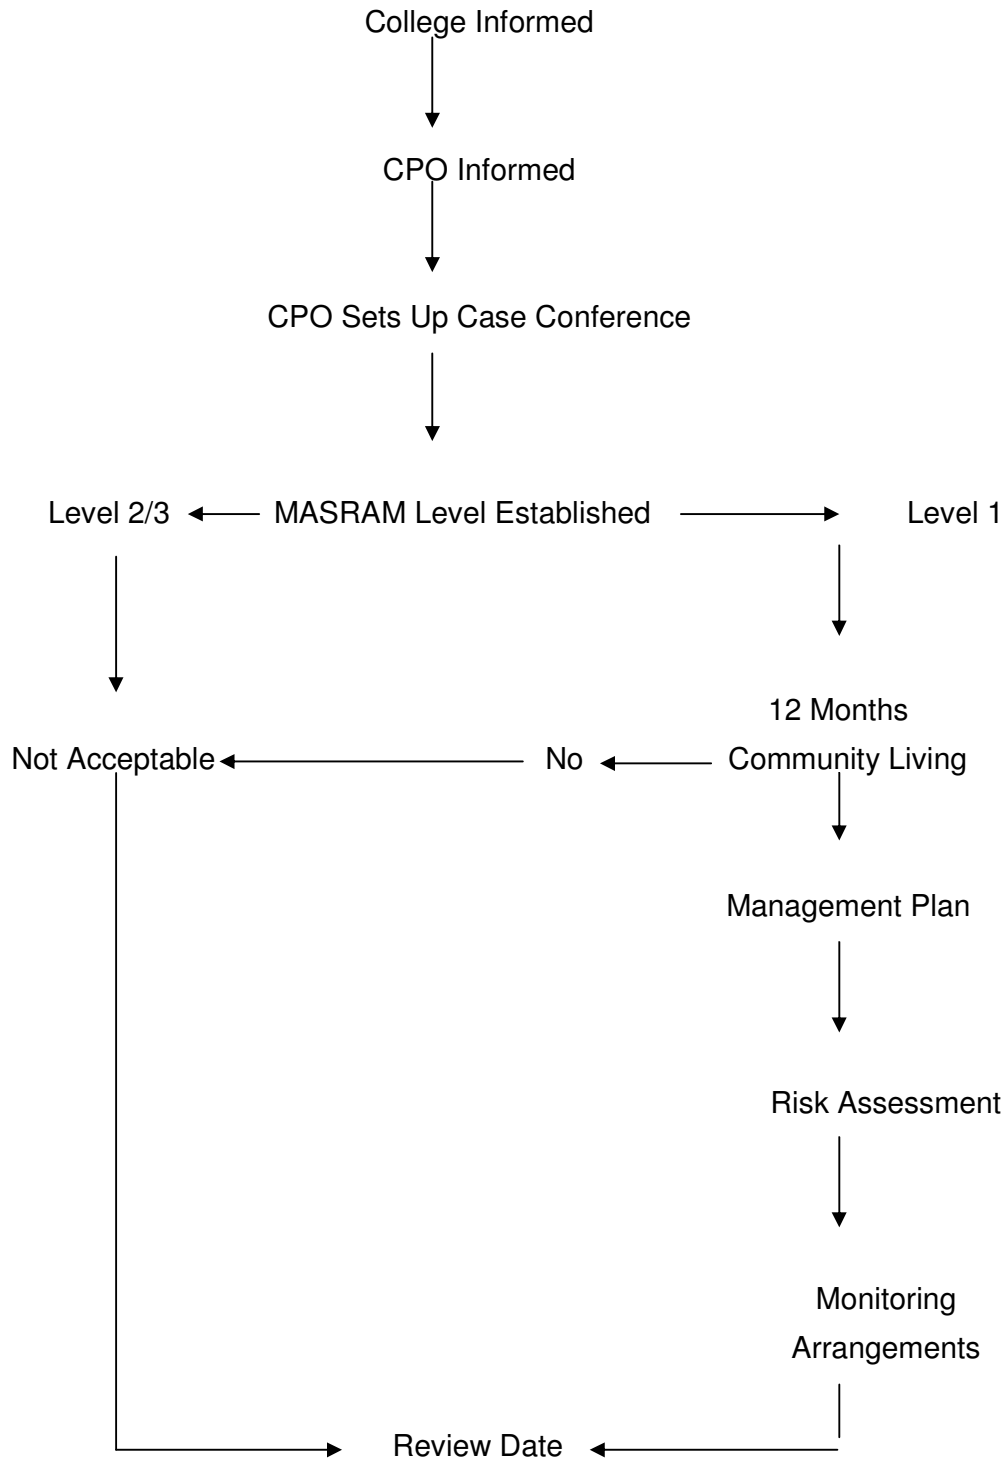 College Informed
CPO Informed
CPO Sets Up Case Conference
Level 2/3
MASRAM Level Established
Level 1
12 Months
Not Acceptable
No
Community Living
Management Plan
Risk Assessment
Monitoring
Arrangements
Review Date